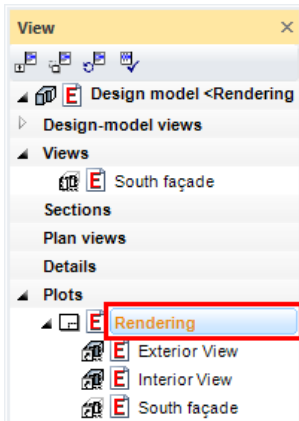 View
E Design model <Rendering
Design-model views
Views
E South façade
Sections
Plan views
Details
Plots
E Rendering
E Exterior View
E Interior View
E South façade